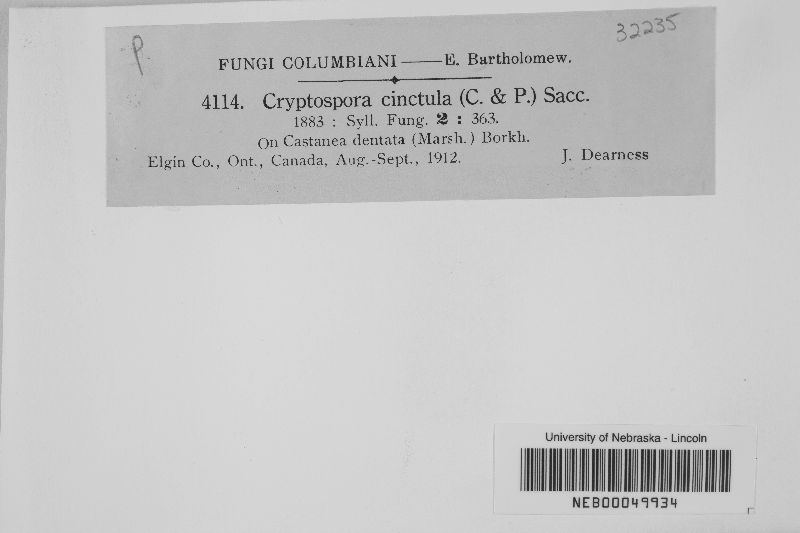 P
32235
FUNGI COLUMBIANI——E. Bartholomew.
4114. Cryptospora cinctula (C. & P.) Sacc.
1883 : Syll. Fung. 2 : 363.
On Castanea dentata (Marsh.) Borkh.
Elgin Co., Ont., Canada, Aug.-Sept., 1912. J. Dearness
University of Nebraska - Lincoln
NEB00049934